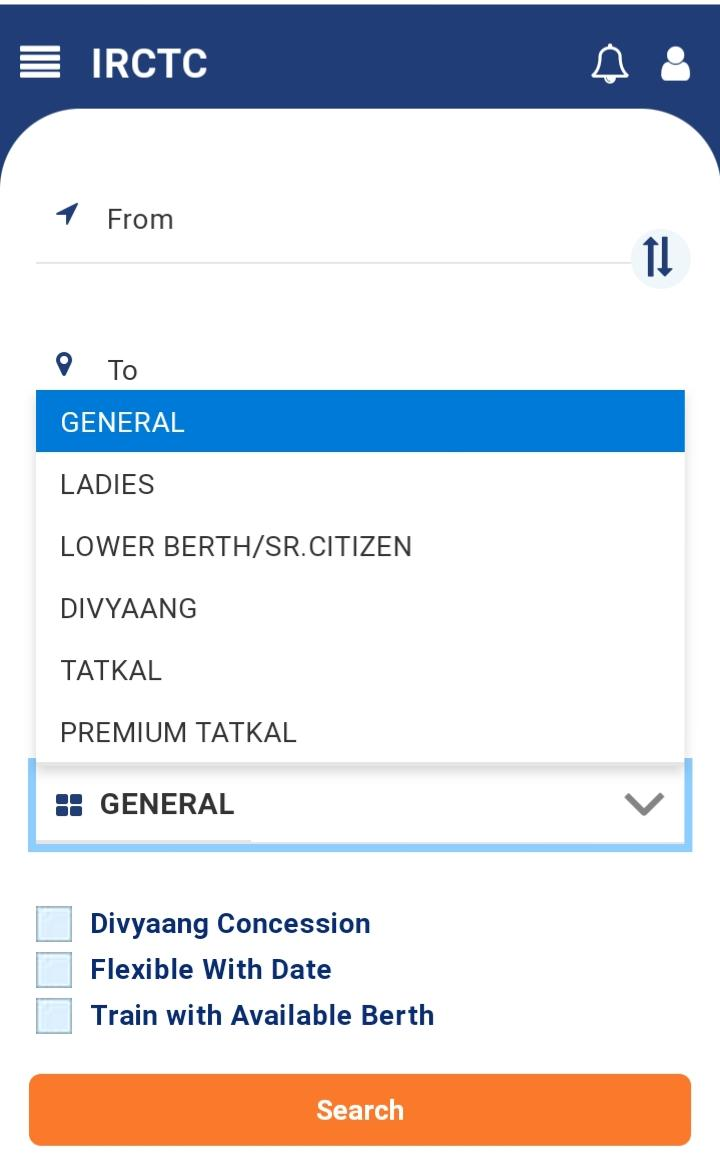 IRCTC
From
To
GENERAL
LADIES
LOWER BERTH/SR.CITIZEN
DIVYAANG
TATKAL
PREMIUM TATKAL
GENERAL
Divyaang Concession
Flexible With Date
Train with Available Berth
Search